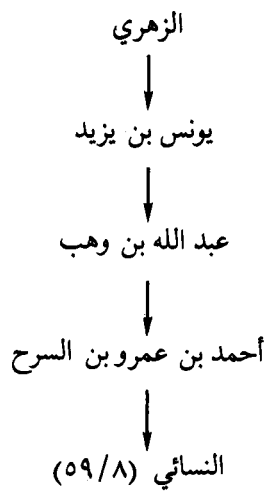 الزهري
يونس بن يزيد
عبد الله بن وهب
أحمد بن عمرو بن السرح
النسائي (٥٩/٨)